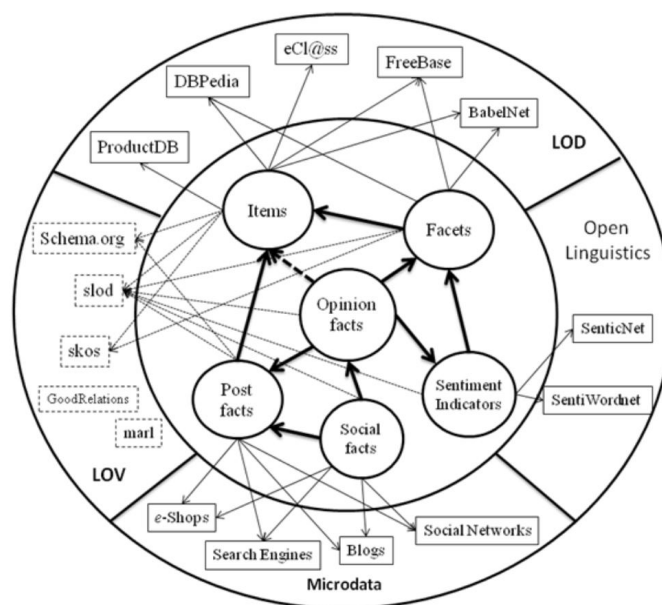 eCl@ss
FreeBase
DBPedia
BabelNet
LOD
ProductDB
Items
Facets
Schema.org
Open
Linguistics
slod
Opinion
facts
SenticNet
skos
Post
facts
Sentiment
Indicators
SentiWordnet
GoodRelations
marl
Social
facts
LOV
e-Shops
Social Networks
Search Engines
Blogs
Microdata